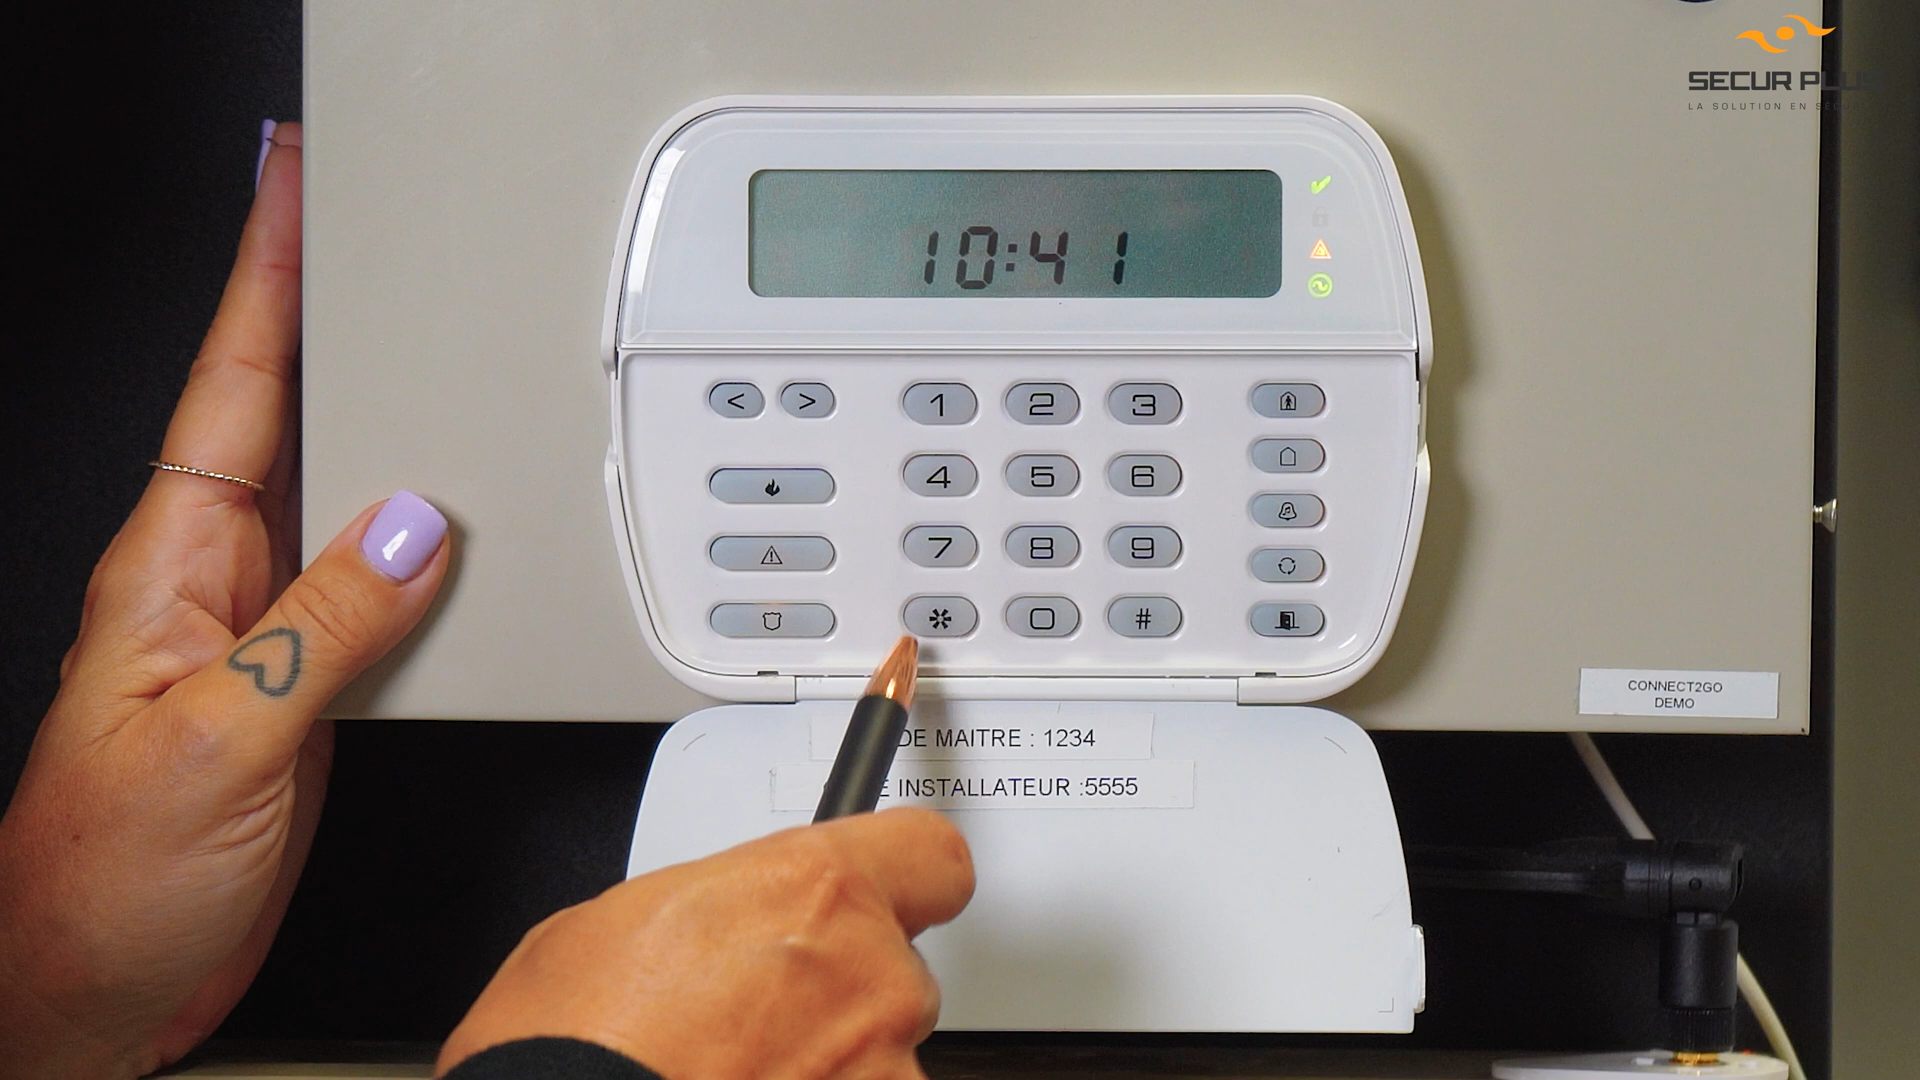 SECUR PLUS
LA SOLUTION EN SÉCU
10:41
< > 1 2 3
4 5 6
7 8 9
* 0 #
CONNECT2GO
DEMO
DE MAITRE : 1234
E INSTALLATEUR :5555